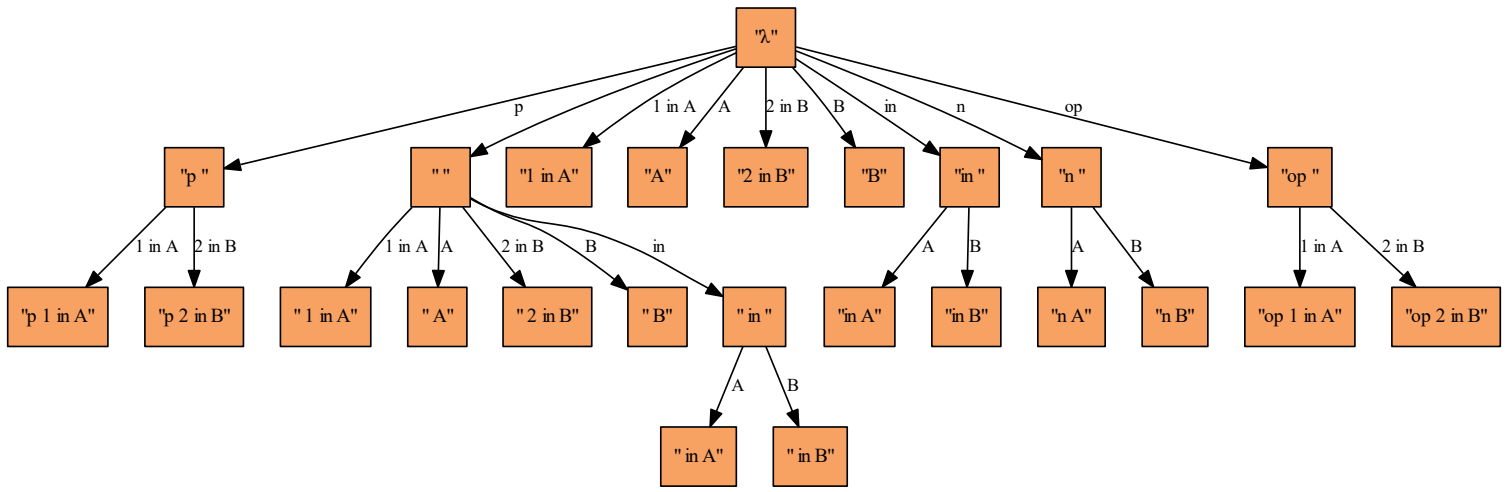 "λ"
p
1 in A
A
2 in B
B
in
n
op
"p "
" "
"1 in A"
"A"
"2 in B"
"B"
"in "
"n "
"op "
1 in A
2 in B
1 in A
A
2 in B
B
in
A
B
A
B
1 in A
2 in B
"p 1 in A"
"p 2 in B"
" 1 in A"
" A"
" 2 in B"
" B"
" in "
"in A"
"in B"
"n A"
"n B"
"op 1 in A"
"op 2 in B"
A
B
" in A"
" in B"